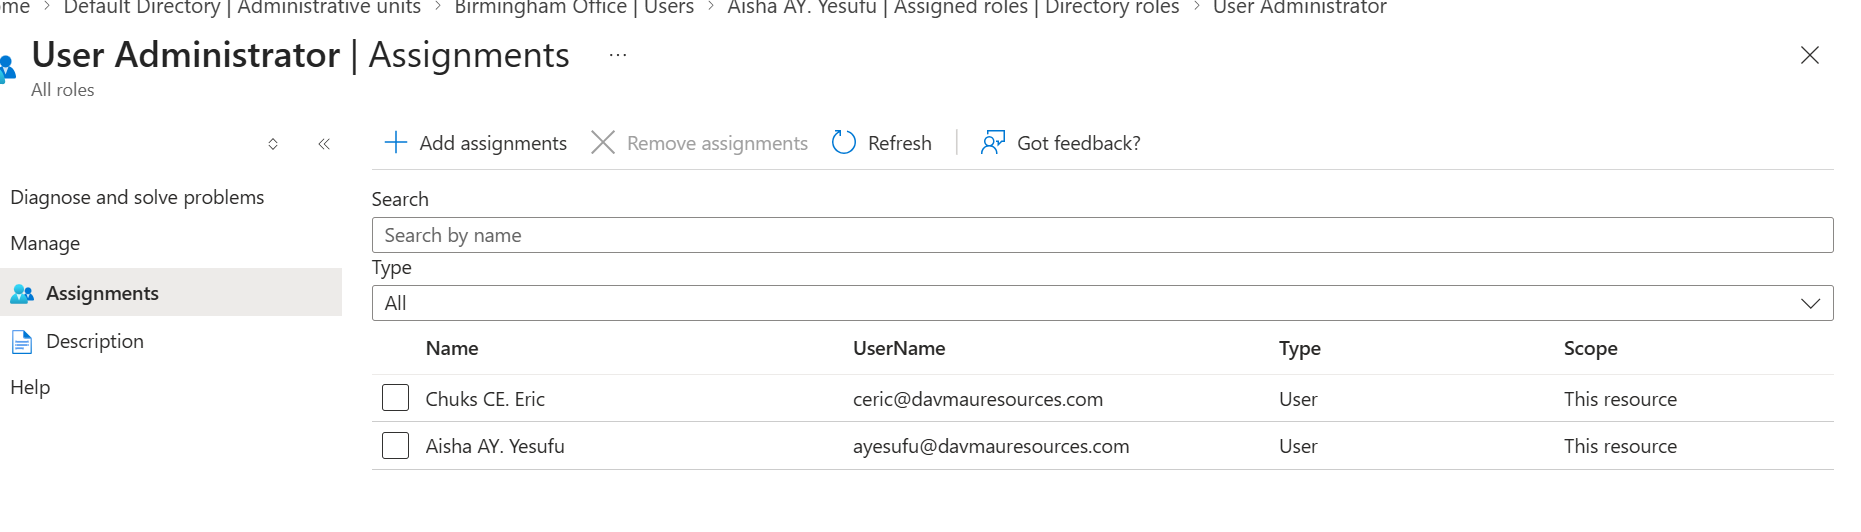 ome > Default Directory | Administrative units > Birmingham Office | Users > Aisha AY. Yesufu | Assigned roles | Directory roles > User Administrator
User Administrator | Assignments ...
All roles
Add assignments Remove assignments Refresh | Got feedback?
Diagnose and solve problems
Manage
Assignments
Description
Help
Search
Search by name
Type
All
Name UserName Type Scope
Chuks CE. Eric ceric@davmauresources.com User This resource
Aisha AY. Yesufu ayesufu@davmauresources.com User This resource